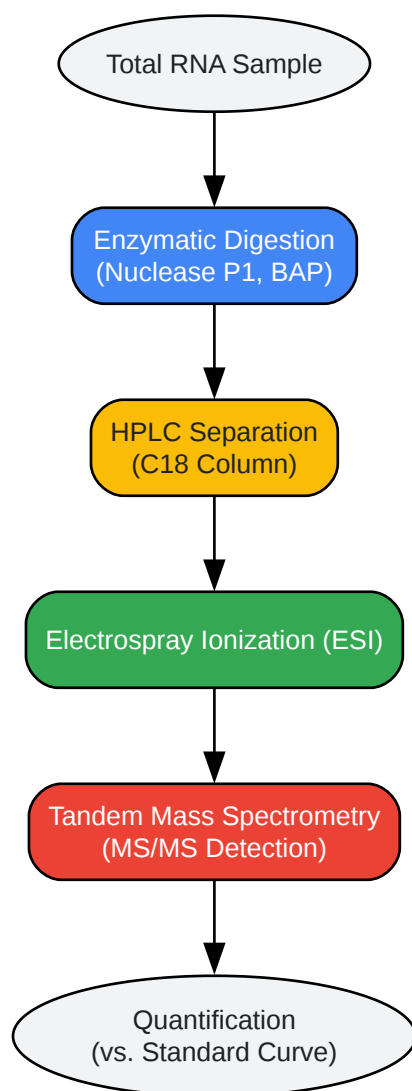 Total RNA Sample
Enzymatic Digestion
(Nuclease P1, BAP)
HPLC Separation
(C18 Column)
Electrospray Ionization (ESI)
Tandem Mass Spectrometry
(MS/MS Detection)
Quantification
(vs. Standard Curve)